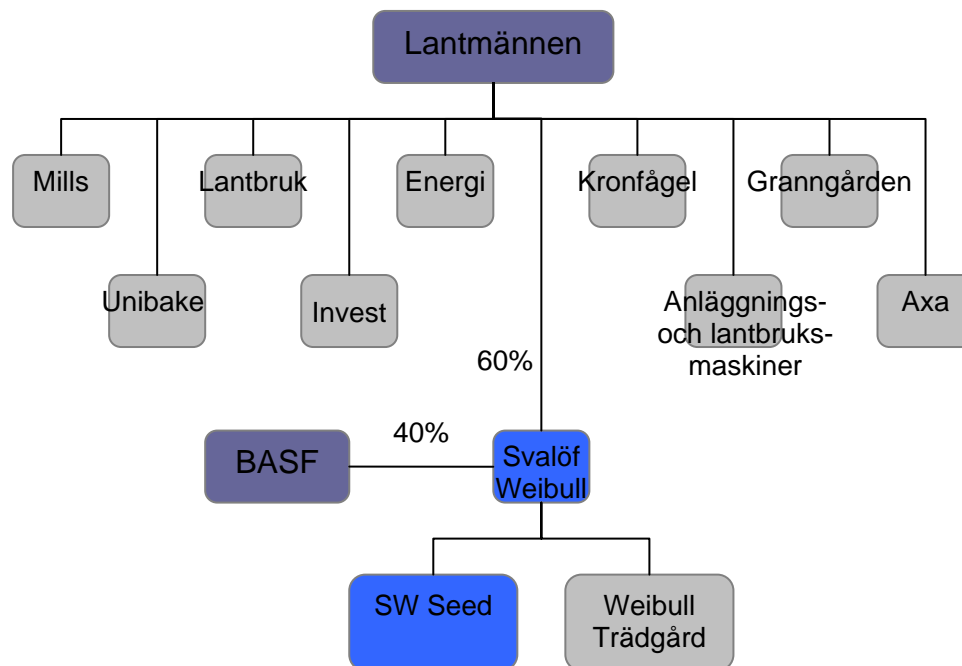 Lantmännen
Mills
Lantbruk
Energi
Kronfågel
Granngården
Unibake
Invest
Anläggnings-
och lantbruks-
maskiner
Axa
60%
40%
BASF
Svalöf
Weibull
SW Seed
Weibull
Trädgård